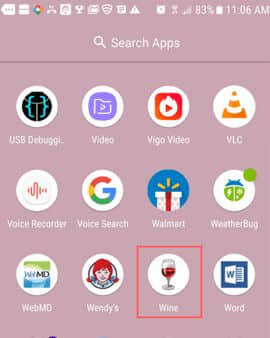 83% 11:06 AM
Search Apps
USB Debuggi..
Video
Vigo Video
VLC
Voice Recorder
Voice Search
Walmart
WeatherBug
WebMD
WebMD
Wendy's
Wine
Word